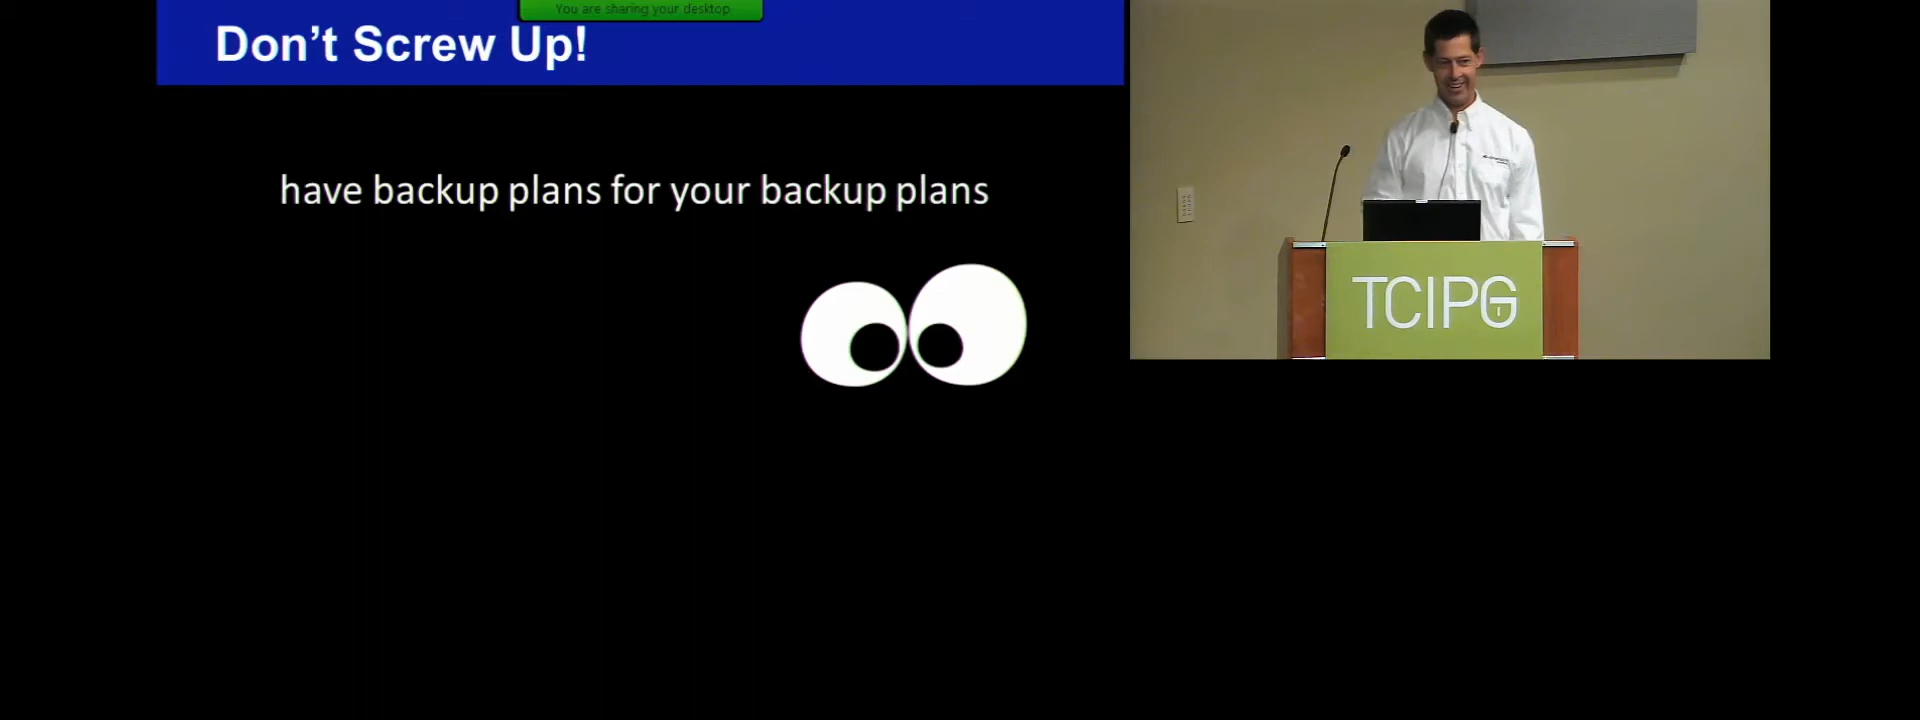 You are sharing your desktop
Don't Screw Up!
have backup plans for your backup plans
TCIPG